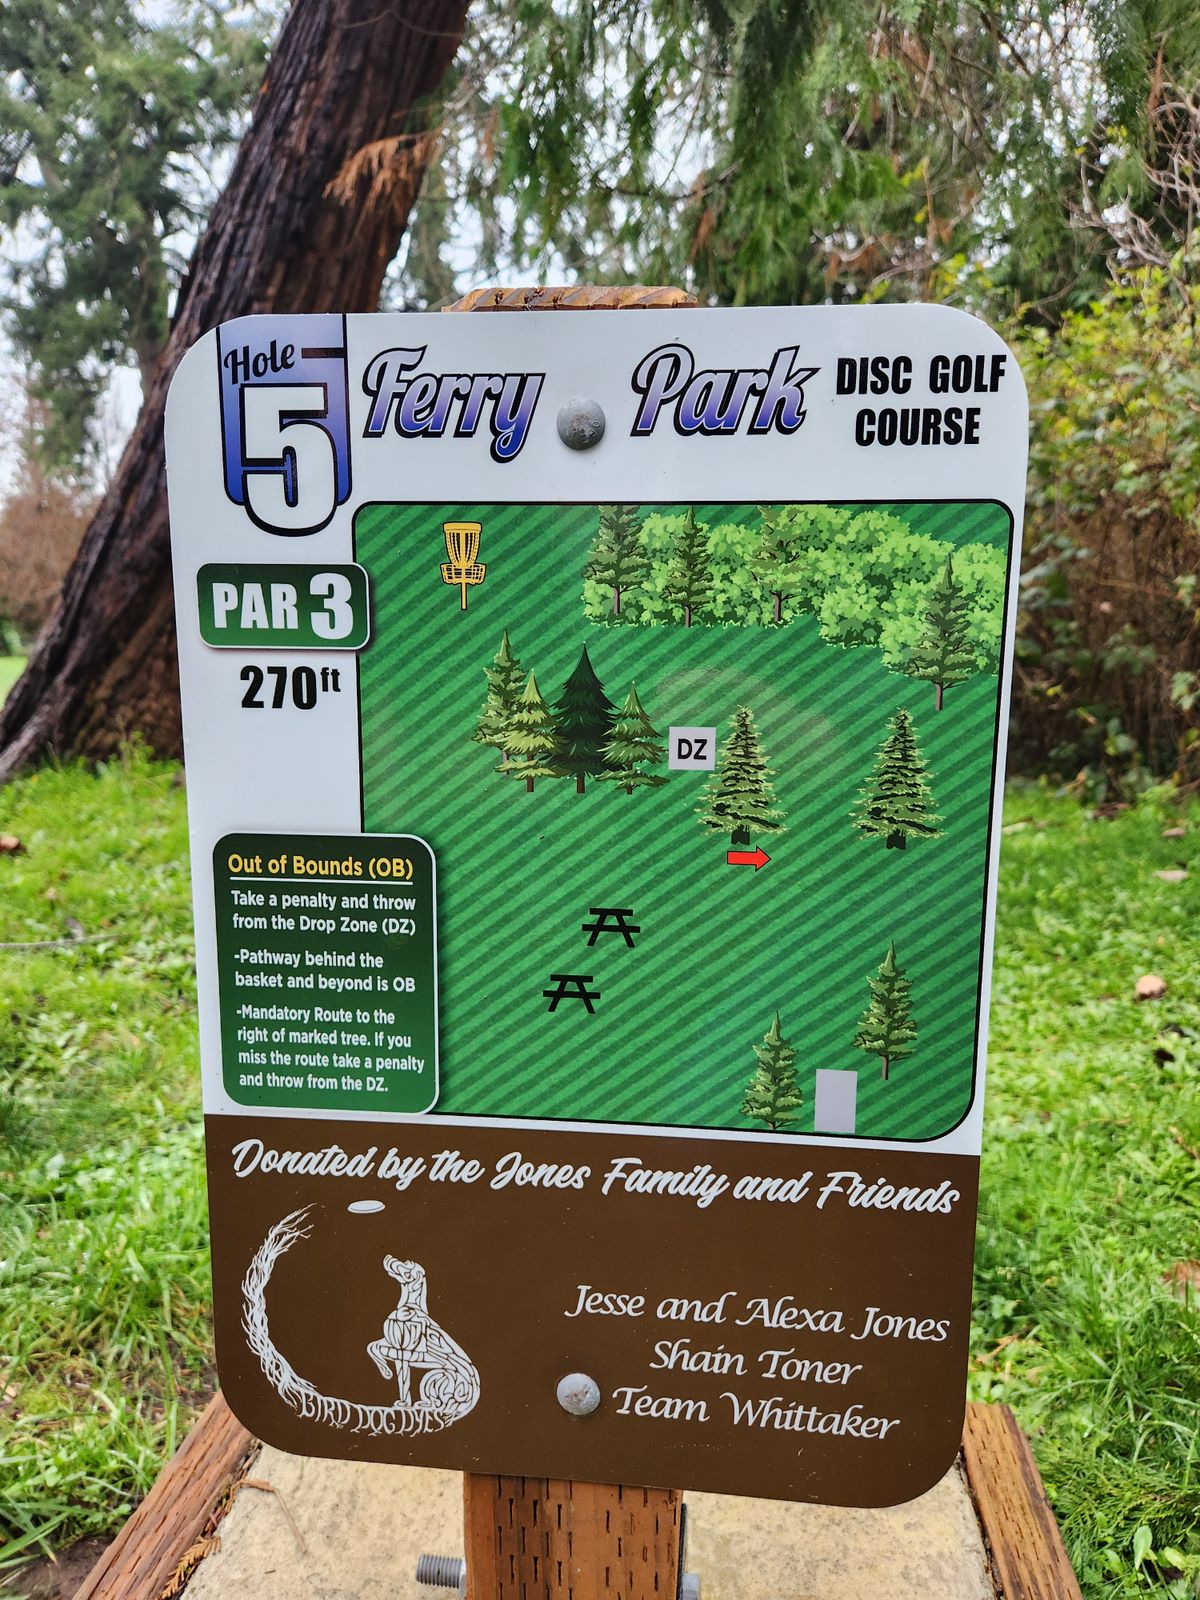 Hole
5
Ferry Park
DISC GOLF
COURSE
PAR 3
270ft
DZ
Out of Bounds (OB)
Take a penalty and throw
from the Drop Zone (DZ)
-Pathway behind the
basket and beyond is OB
-Mandatory Route to the
right of marked tree. If you
miss the route take a penalty
and throw from the DZ.
Donated by the Jones Family and Friends
BIRD DOG DYES
Jesse and Alexa Jones
Shain Toner
Team Whittaker